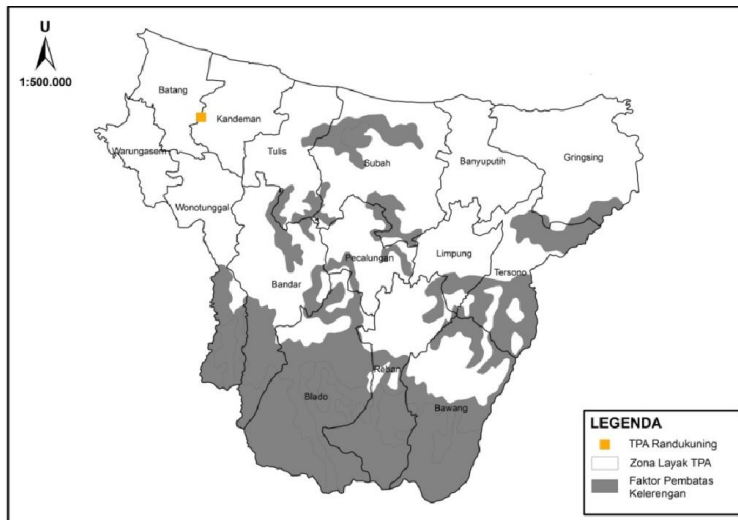 U
1:500.000
Batang
Kandeman
Warungasem
Tulis
Subah
Banyuputih
Gringsing
Wonotunggal
Pecalungan
Limpung
Tersono
Bandar
Reban
Blado
Bawang
LEGENDA
TPA Randukuning
Zona Layak TPA
Faktor Pembatas
Kelerengan